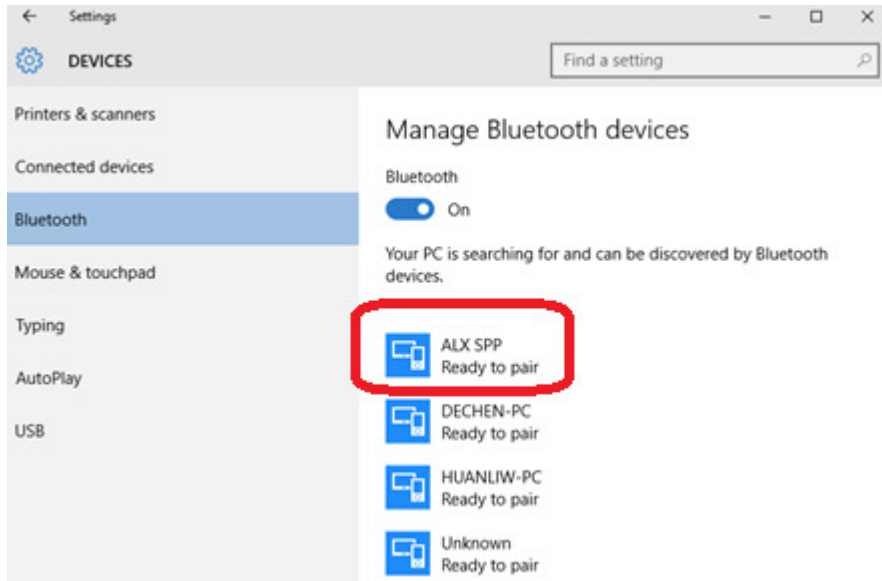 Settings
DEVICES
Find a setting
Printers & scanners
Connected devices
Bluetooth
Mouse & touchpad
Typing
AutoPlay
USB
Manage Bluetooth devices
Bluetooth
On
Your PC is searching for and can be discovered by Bluetooth
devices.
ALX SPP
Ready to pair
DECHEN-PC
Ready to pair
HUANLIW-PC
Ready to pair
Unknown
Ready to pair